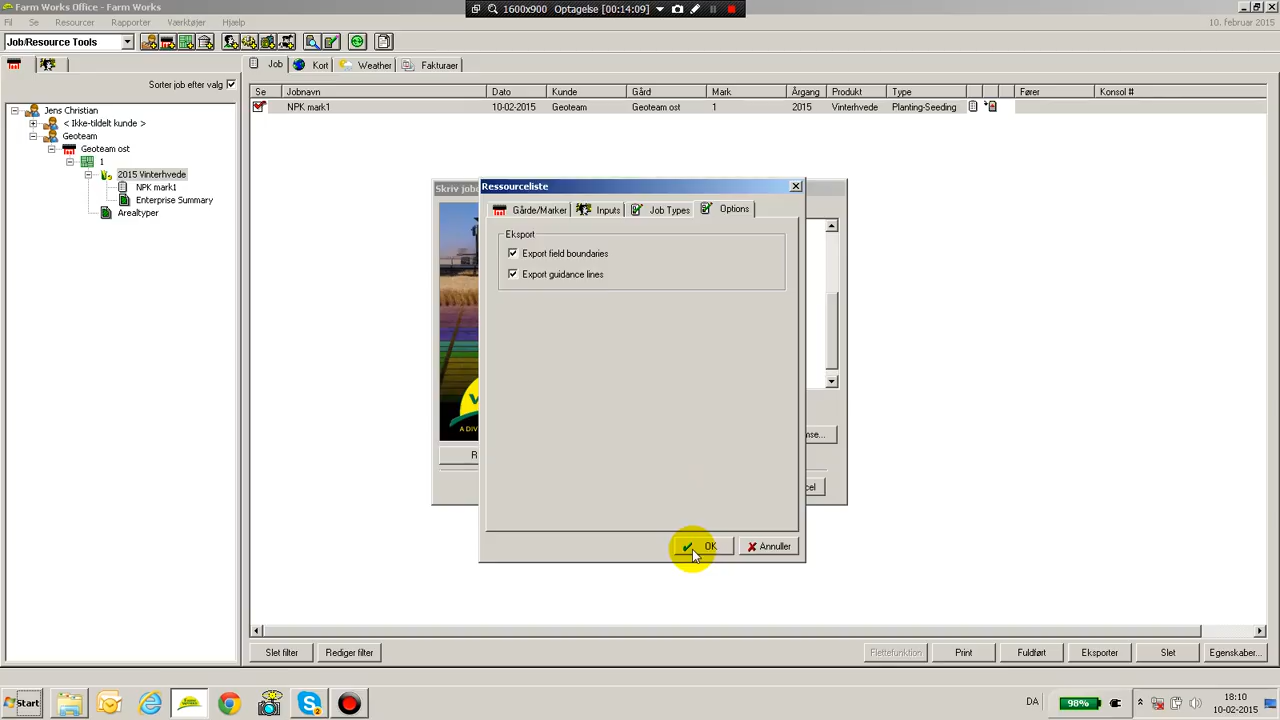 Farm Works Office - Farm Works
1600x900 Optagelse [00:14:09]
Fil Se Resourcer Rapporter Værktøjer Hjælp
10. februar 2015
Job/Resource Tools
Job Kort Weather Fakturaer
Sorter job efter valg
Se Jobnavn Dato Kunde Gård Mark Årgang Produkt Type Fører Konsol #
NPK mark1 10-02-2015 Geoteam Geoteam ost 1 2015 Vinterhvede Planting-Seeding
Jens Christian
< Ikke-tildelt kunde >
Geoteam
Geoteam ost
1
2015 Vinterhvede
NPK mark1
Enterprise Summary
Arealtyper
Skriv job
Ressourceliste
Gårde/Marker Inputs Job Types Options
Eksport
Export field boundaries
Export guidance lines
A DIV
OK Annuller
Slet filter Rediger filter Flettefunktion Print Fuldført Eksporter Slet Egenskaber...
Start
DA 98% 18:10
10-02-2015